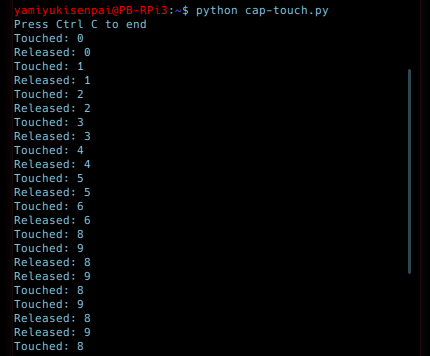 yamiyukisenpai@PB-RPi3:~$ python cap-touch.py
Press Ctrl C to end
Touched: 0
Released: 0
Touched: 1
Released: 1
Touched: 2
Released: 2
Touched: 3
Released: 3
Touched: 4
Released: 4
Touched: 5
Released: 5
Touched: 6
Released: 6
Touched: 8
Touched: 9
Released: 8
Released: 9
Touched: 8
Touched: 9
Released: 8
Released: 9
Touched: 8